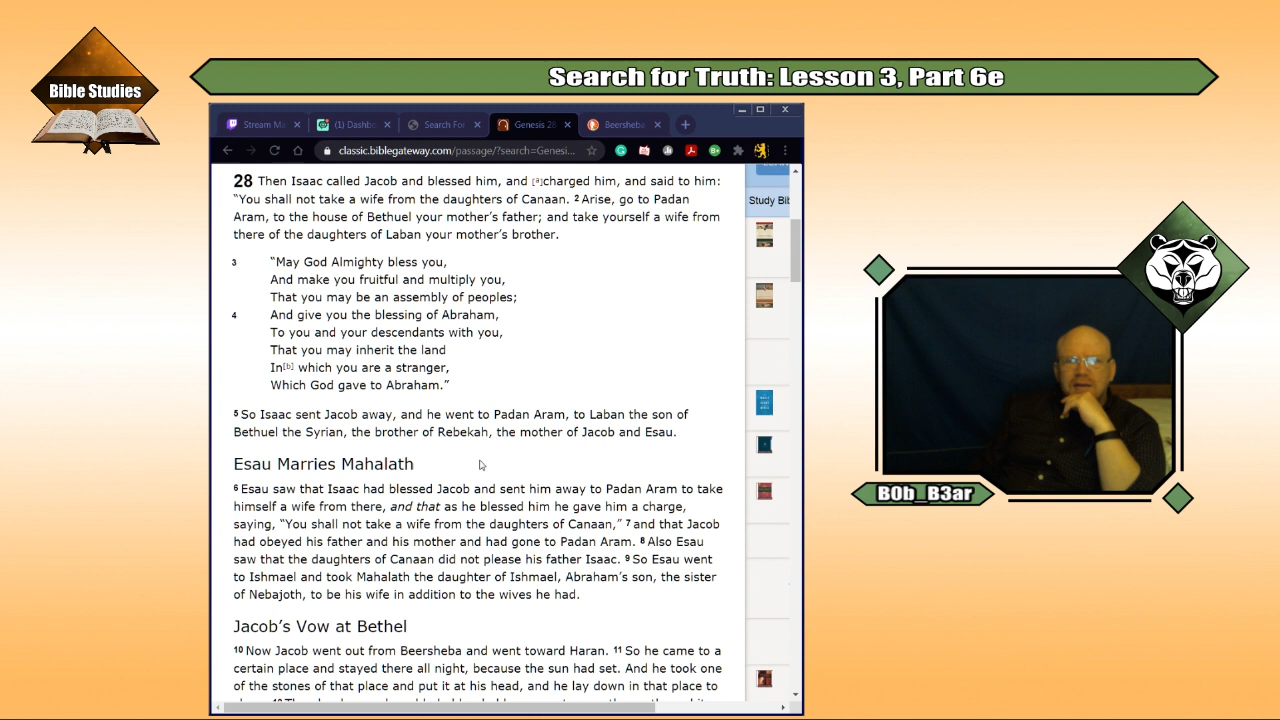 Bible Studies
Search for Truth: Lesson 3, Part 6e
Stream Ma
(1) Dashbo
Search For
Genesis 28
Beersheba
classic.biblegateway.com/passage/?search=Genesi...
28 Then Isaac called Jacob and blessed him, and [a]charged him, and said to him:
“You shall not take a wife from the daughters of Canaan. 2 Arise, go to Padan
Aram, to the house of Bethuel your mother’s father; and take yourself a wife from
there of the daughters of Laban your mother’s brother.
3 “May God Almighty bless you,
And make you fruitful and multiply you,
That you may be an assembly of peoples;
4 And give you the blessing of Abraham,
To you and your descendants with you,
That you may inherit the land
In[b] which you are a stranger,
Which God gave to Abraham.”
5 So Isaac sent Jacob away, and he went to Padan Aram, to Laban the son of
Bethuel the Syrian, the brother of Rebekah, the mother of Jacob and Esau.
Esau Marries Mahalath
6 Esau saw that Isaac had blessed Jacob and sent him away to Padan Aram to take
himself a wife from there, and that as he blessed him he gave him a charge,
saying, “You shall not take a wife from the daughters of Canaan,” 7 and that Jacob
had obeyed his father and his mother and had gone to Padan Aram. 8 Also Esau
saw that the daughters of Canaan did not please his father Isaac. 9 So Esau went
to Ishmael and took Mahalath the daughter of Ishmael, Abraham’s son, the sister
of Nebajoth, to be his wife in addition to the wives he had.
Jacob’s Vow at Bethel
10 Now Jacob went out from Beersheba and went toward Haran. 11 So he came to a
certain place and stayed there all night, because the sun had set. And he took one
of the stones of that place and put it at his head, and he lay down in that place to
Study Bib
B0b_B3ar